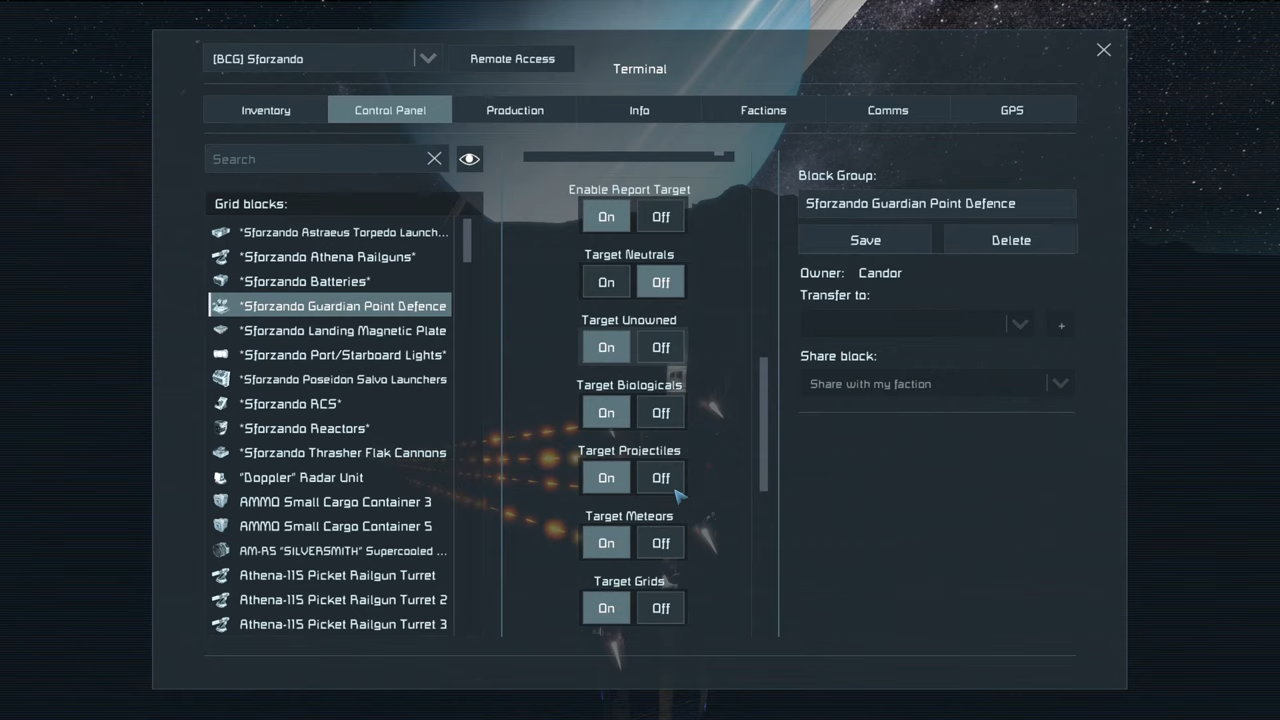 [BCG] Sforzando
Remote Access
Terminal
Inventory
Control Panel
Production
Info
Factions
Comms
GPS
Search
Grid blocks:
*Sforzando Astraeus Torpedo Launch...
*Sforzando Athena Railguns*
*Sforzando Batteries*
*Sforzando Guardian Point Defence
*Sforzando Landing Magnetic Plate
*Sforzando Port/Starboard Lights*
*Sforzando Poseidon Salvo Launchers
*Sforzando RCS*
*Sforzando Reactors*
*Sforzando Thrasher Flak Cannons
"Doppler" Radar Unit
AMMO Small Cargo Container 3
AMMO Small Cargo Container 5
AM-RS "SILVERSMITH" Supercooled ...
Athena-115 Picket Railgun Turret
Athena-115 Picket Railgun Turret 2
Athena-115 Picket Railgun Turret 3
Enable Report Target
On Off
Target Neutrals
On Off
Target Unowned
On Off
Target Biologicals
On Off
Target Projectiles
On Off
Target Meteors
On Off
Target Grids
On Off
Block Group:
Sforzando Guardian Point Defence
Save Delete
Owner: Candor
Transfer to:
+
Share block:
Share with my faction